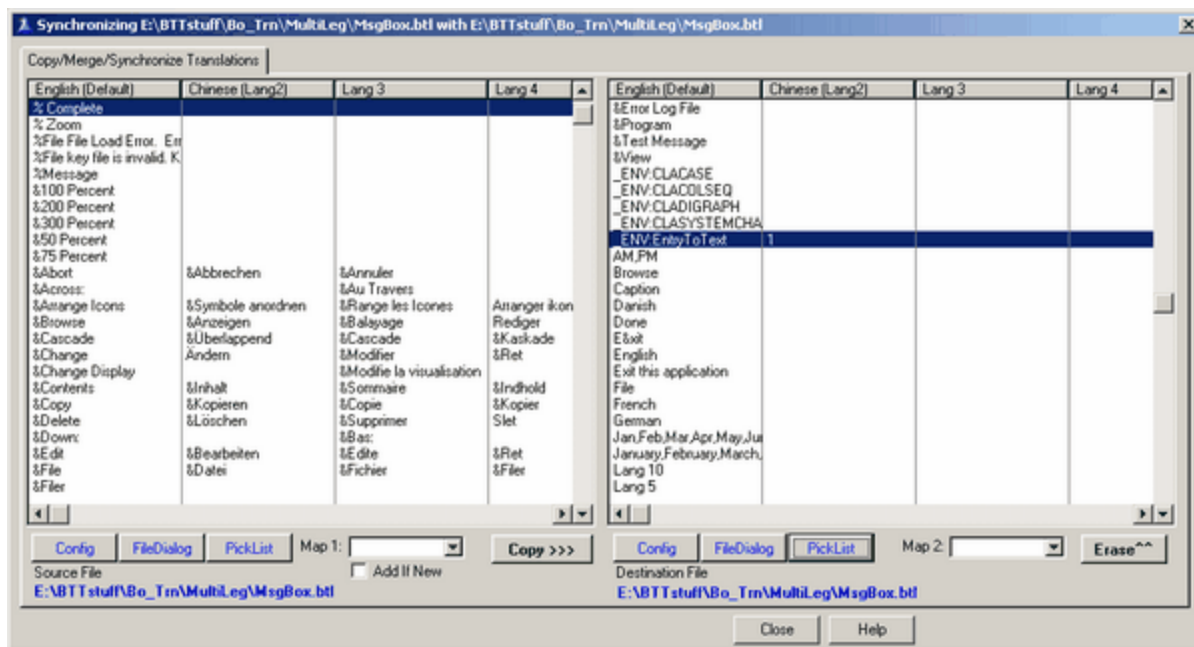 Synchronizing E:\BTTstuff\Bo_Trn\MultiLeg\MsgBox.btl with E:\BTTstuff\Bo_Trn\MultiLeg\MsgBox.btl
Copy/Merge/Synchronize Translations
English (Default) Chinese (Lang2) Lang 3 Lang 4
% Complete
% Zoom
%File File Load Error. Err
%File key file is invalid. K
%Message
&100 Percent
&200 Percent
&300 Percent
&50 Percent
&75 Percent
&Abort &Abbrechen &Annuler
&Across: &Au Travers
&Arrange Icons &Symbole anordnen &Range les Icones Arranger ikon
&Browse &Anzeigen &Balayage Rediger
&Cascade &Überlappend &Cascade &Kaskade
&Change Ändern &Modifier &Ret
&Change Display &Modifie la visualisation
&Contents &Inhalt &Sommaire &Indhold
&Copy &Kopieren &Copie &Kopier
&Delete &Löschen &Supprimer Slet
&Down: &Bas:
&Edit &Bearbeiten &Edite &Ret
&File &Datei &Fichier &Filer
&Filer
English (Default) Chinese (Lang2) Lang 3 Lang 4
&Error Log File
&Program
&Test Message
&View
_ENV:CLACASE
_ENV:CLACOLSEQ
_ENV:CLADIGRAPH
_ENV:CLASYSTEMCHA
_ENV:EntryToText 1
AM,PM
Browse
Caption
Danish
Done
E&xit
English
Exit this application
File
French
German
Jan,Feb,Mar,Apr,May,Jun
January,February,March,
Lang 10
Lang 5
Config FileDialog PickList Map 1: Copy >>>
Source File Add If New
E:\BTTstuff\Bo_Trn\MultiLeg\MsgBox.btl
Config FileDialog PickList Map 2: Erase^^
Destination File
E:\BTTstuff\Bo_Trn\MultiLeg\MsgBox.btl
Close Help